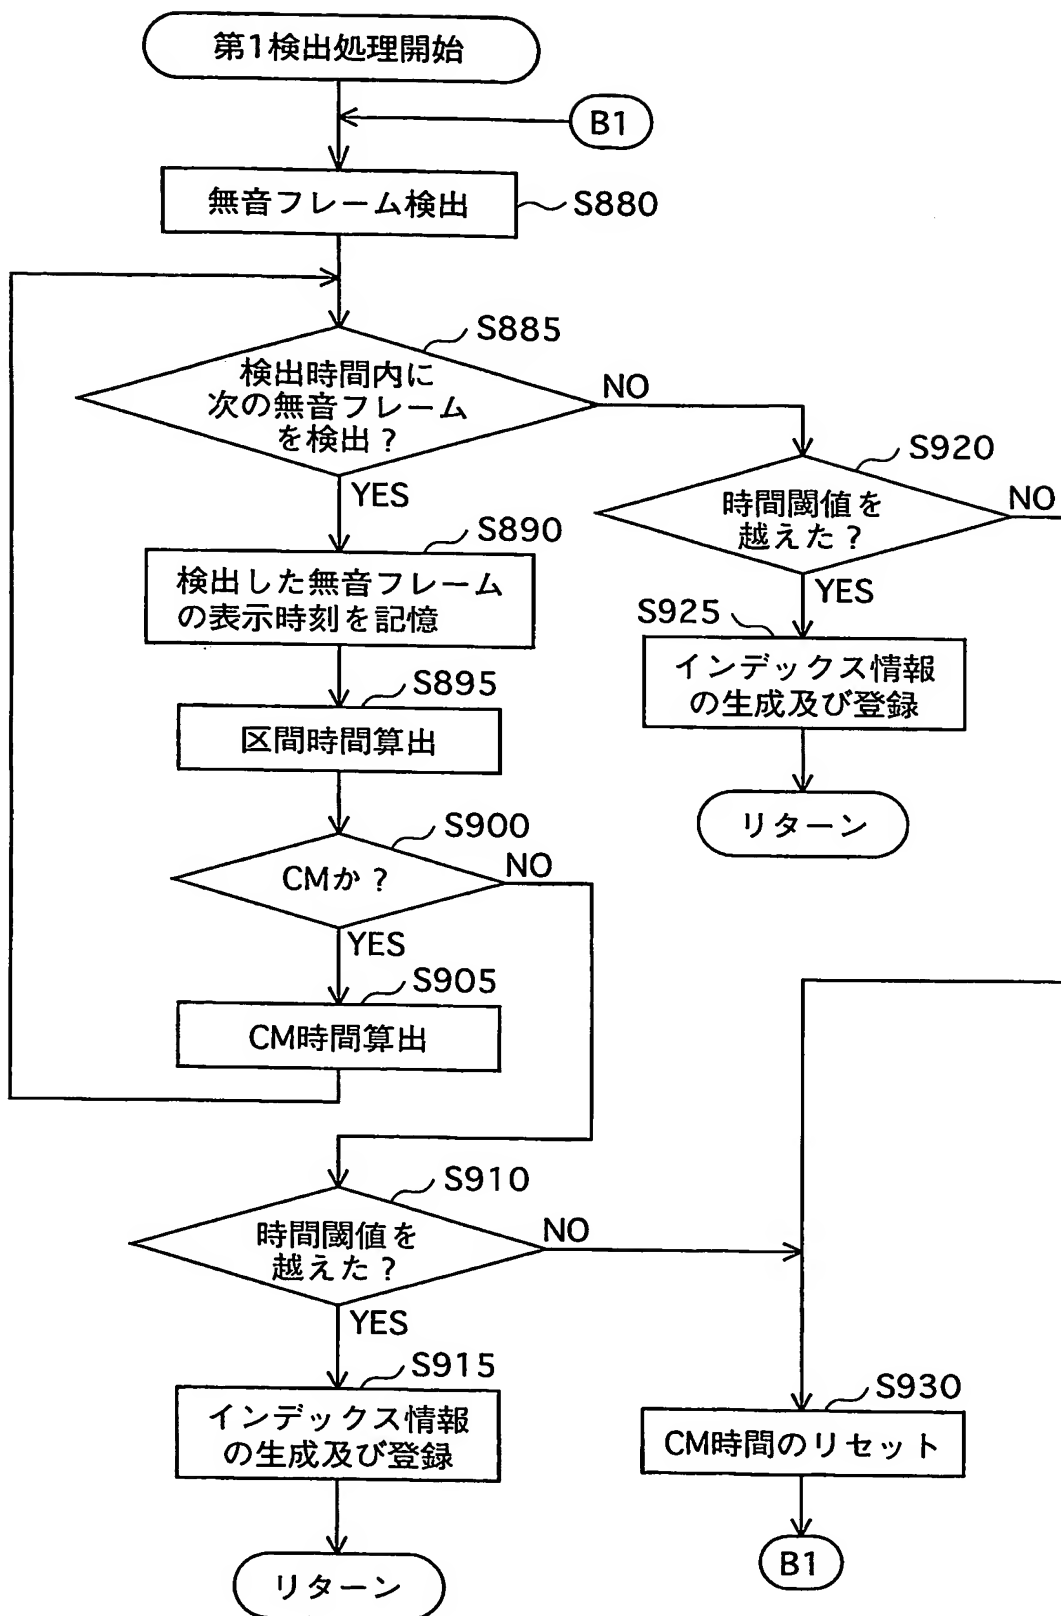 第1検出処理開始
B1
無音フレーム検出
S880
S885
検出時間内に
次の無音フレーム
を検出?
NO
YES
S920
時間閾値を
越えた?
NO
YES
S890
検出した無音フレーム
の表示時刻を記憶
S925
インデックス情報
の生成及び登録
リターン
S895
区間時間算出
S900
CMか?
NO
YES
S905
CM時間算出
S910
時間閾値を
越えた?
NO
YES
S915
インデックス情報
の生成及び登録
リターン
S930
CM時間のリセット
B1